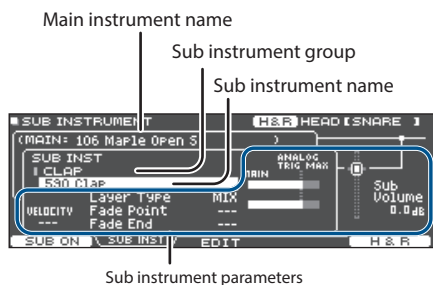 Main instrument name
Sub instrument group
Sub instrument name
SUB INSTRUMENT H&R HEAD [SNARE ]
(MAIN: 106 Maple Open S )
SUB INST
CLAP
590 Clap
ANALOG
TRIG MAX
MAIN
Layer Type MIX
VELOCITY Fade Point ---
--- Fade End ---
Sub
Volume
0.0dB
SUB ON SUB INST EDIT H&R
Sub instrument parameters